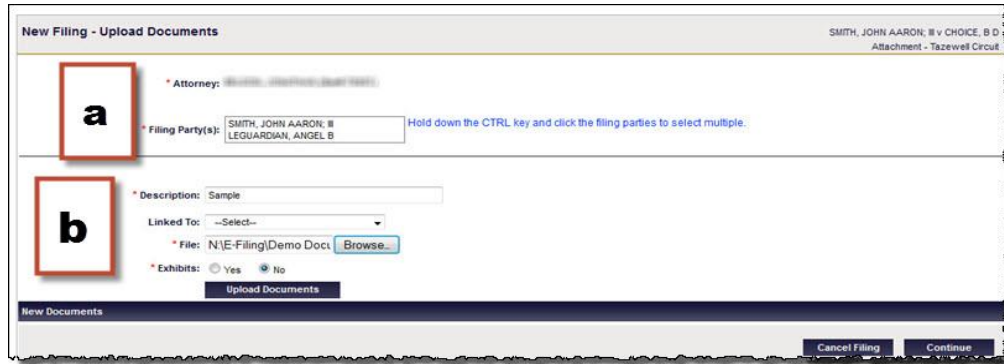 New Filing - Upload Documents
SMITH, JOHN AARON; III v CHOICE, B D
Attachment - Tazewell Circuit
a
* Attorney:
* Filing Party(s):
SMITH, JOHN AARON; III
LEGUARDIAN, ANGEL B
Hold down the CTRL key and click the filing parties to select multiple.
b
* Description: Sample
Linked To: --Select--
* File: N:\E-Filing\Demo Docu Browse...
* Exhibits: Yes No
Upload Documents
New Documents
Cancel Filing Continue